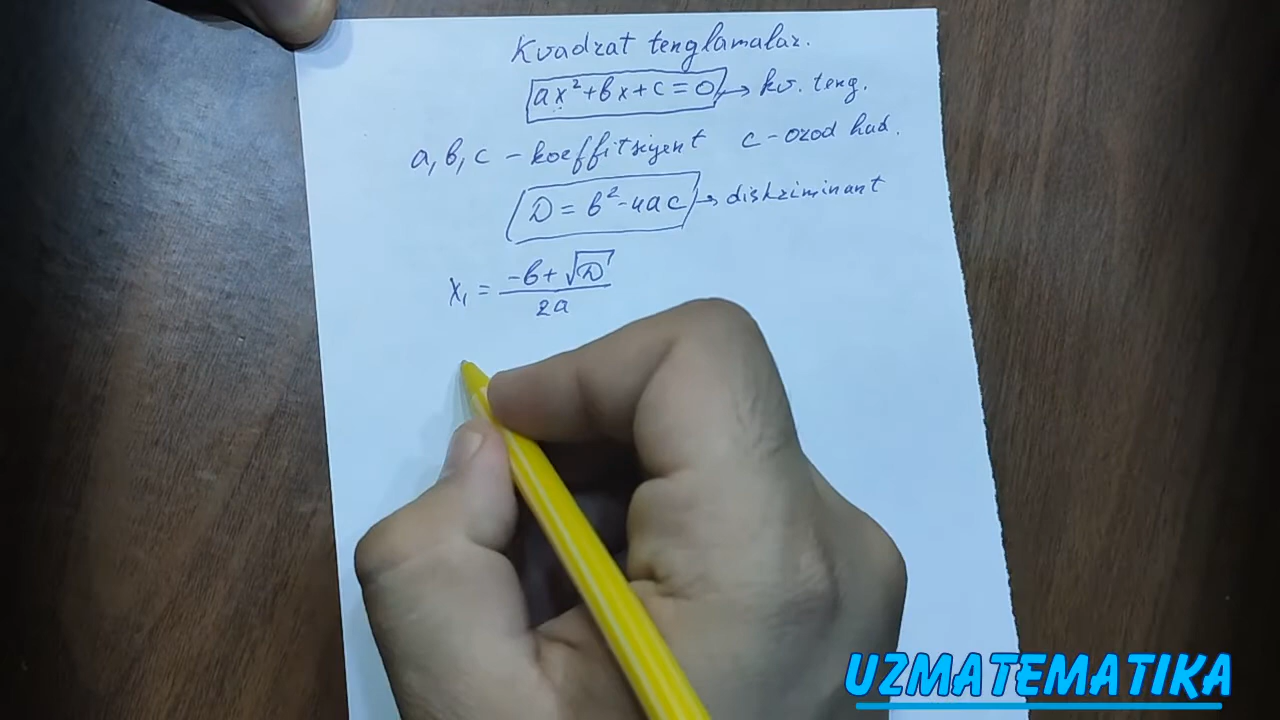 Kvadrat tenglamalar.
ax²+bx+c=0 → kv. teng.
a, b, c – koeffitsiyent c – ozod had.
D = b²-4ac → diskriminant
x₁ = (-b+√D)/2a
UZMATEMATIKA